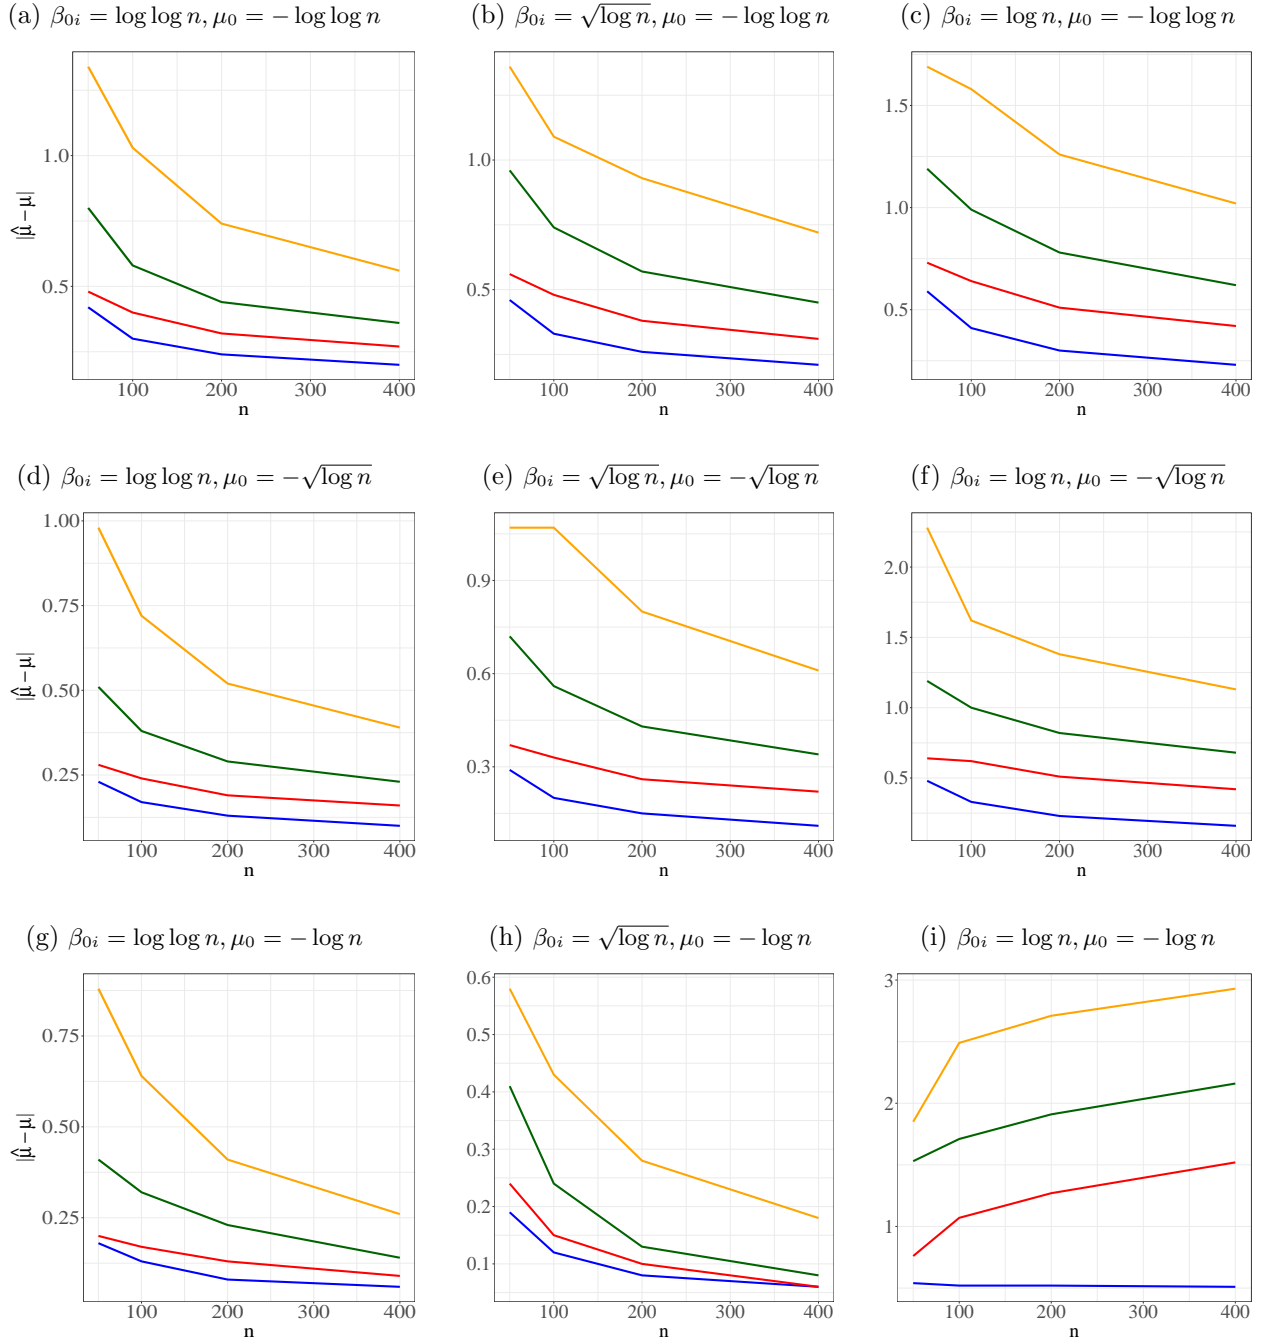 (a) β₀ᵢ = log log n, μ₀ = − log log n
(b) β₀ᵢ = √log n, μ₀ = − log log n
(c) β₀ᵢ = log n, μ₀ = − log log n
|μ̂ − μ|
1.0
0.5
100 200 300 400
n
1.0
0.5
100 200 300 400
n
1.5
1.0
0.5
100 200 300 400
n
(d) β₀ᵢ = log log n, μ₀ = −√log n
(e) β₀ᵢ = √log n, μ₀ = −√log n
(f) β₀ᵢ = log n, μ₀ = −√log n
|μ̂ − μ|
1.00
0.75
0.50
0.25
100 200 300 400
n
0.9
0.6
0.3
100 200 300 400
n
2.0
1.5
1.0
0.5
100 200 300 400
n
(g) β₀ᵢ = log log n, μ₀ = − log n
(h) β₀ᵢ = √log n, μ₀ = − log n
(i) β₀ᵢ = log n, μ₀ = − log n
|μ̂ − μ|
0.75
0.50
0.25
100 200 300 400
n
0.6
0.5
0.4
0.3
0.2
0.1
100 200 300 400
n
3
2
1
100 200 300 400
n